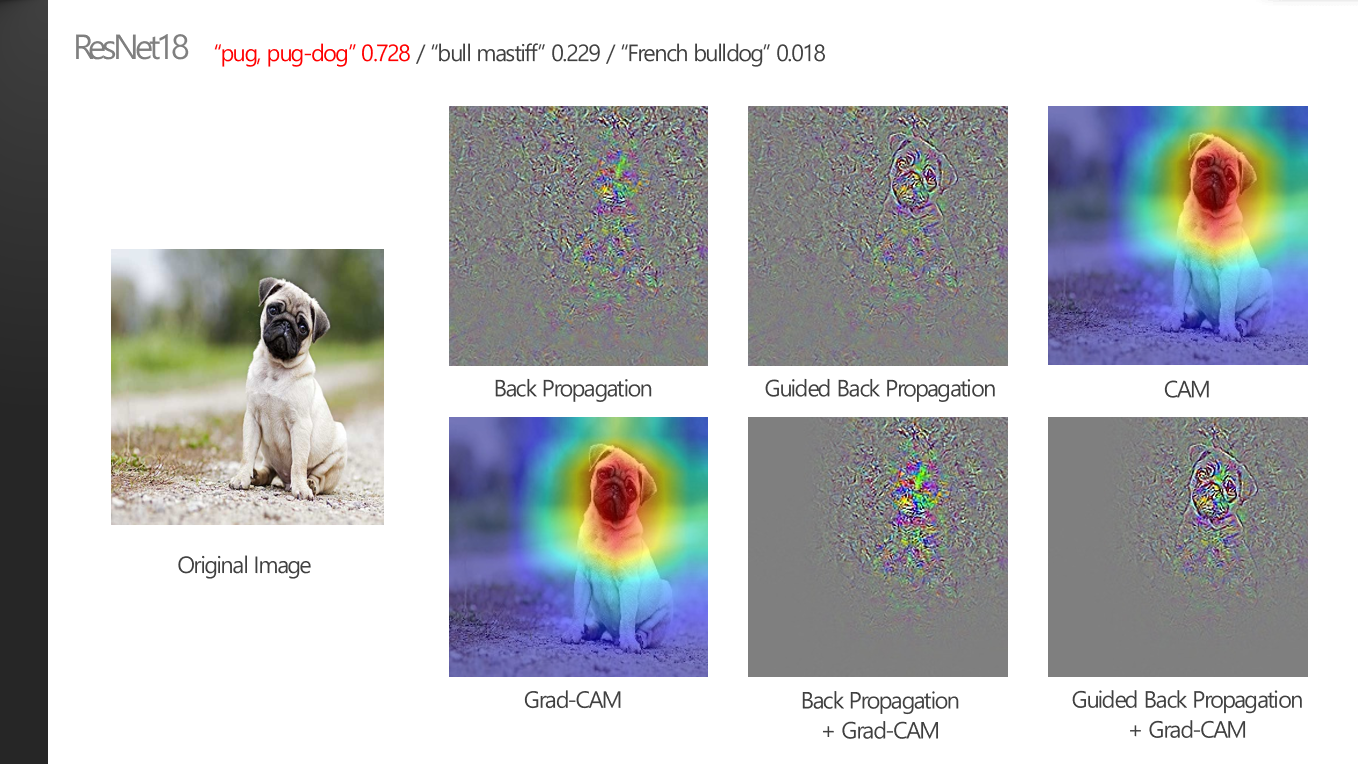 ResNet18 “pug, pug-dog” 0.728 / “bull mastiff” 0.229 / “French bulldog” 0.018
Back Propagation
Guided Back Propagation
CAM
Original Image
Grad-CAM
Back Propagation
+ Grad-CAM
Guided Back Propagation
+ Grad-CAM